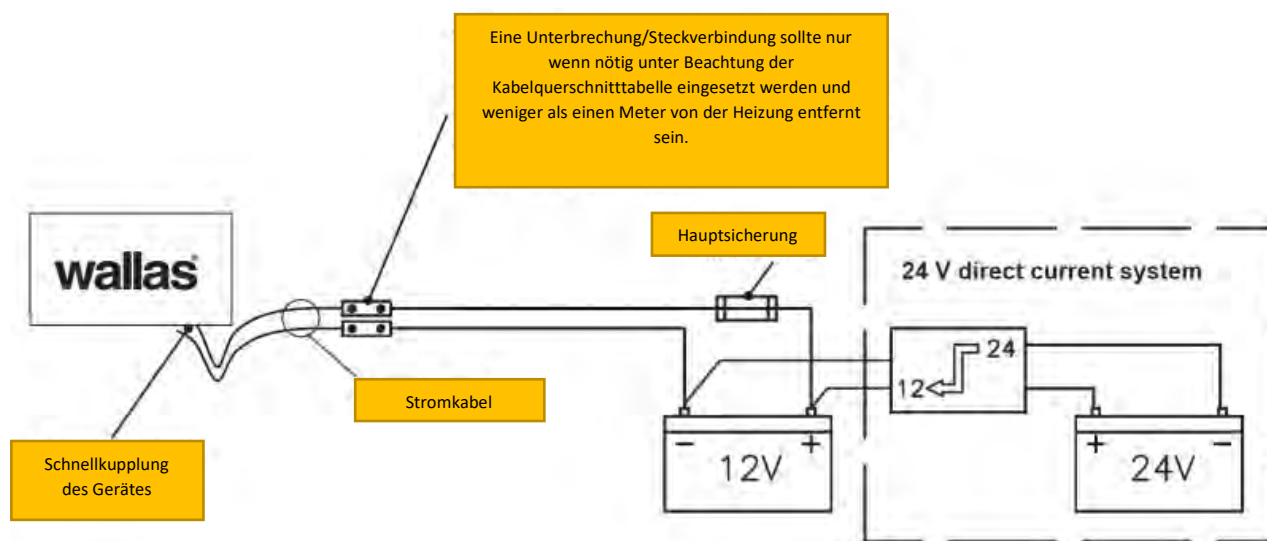 Eine Unterbrechung/Steckverbindung sollte nur
wenn nötig unter Beachtung der
Kabelquerschnitttabelle eingesetzt werden und
weniger als einen Meter von der Heizung entfernt
sein.
Hauptsicherung
wallas
24 V direct current system
24
12
Stromkabel
Schnellkupplung
des Gerätes
− +
12V
+ −
24V